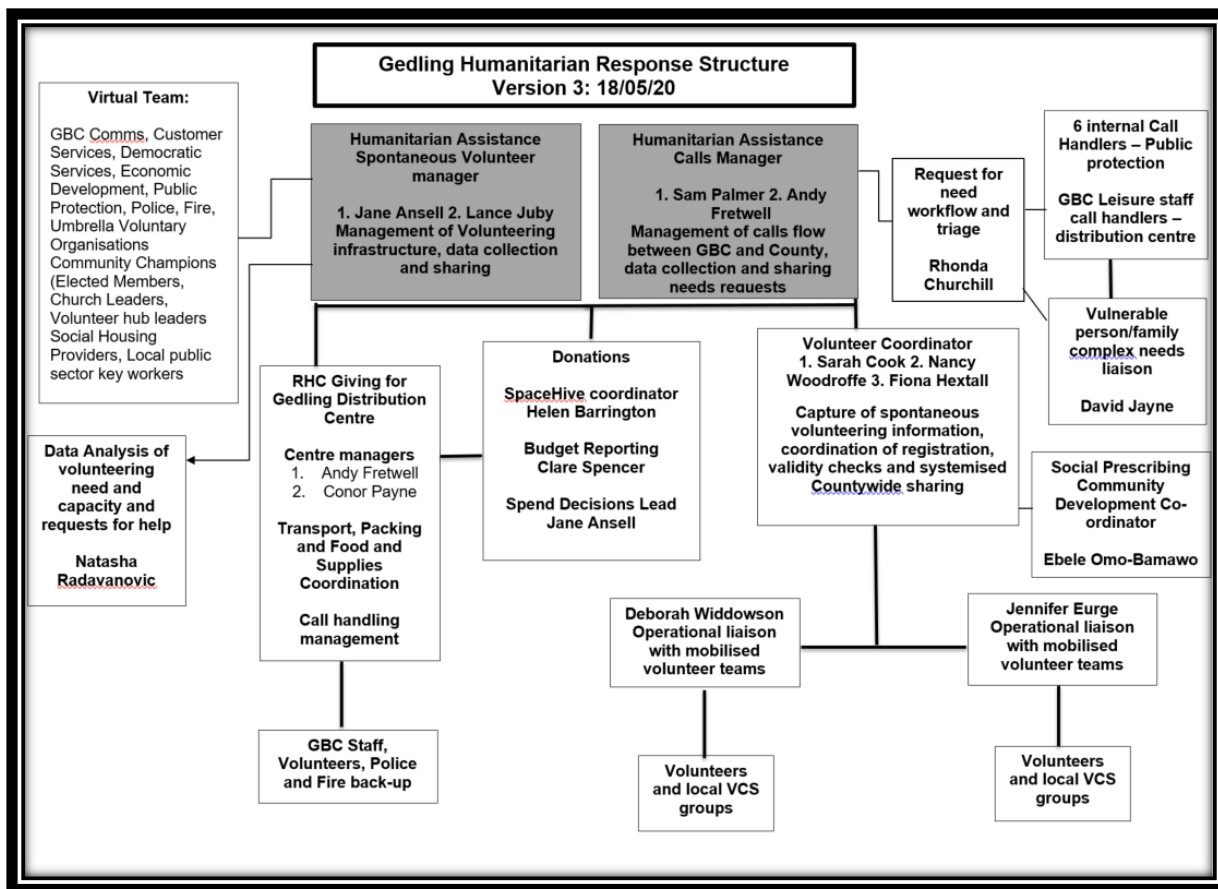 Gedling Humanitarian Response Structure
Version 3: 18/05/20
Virtual Team:
GBC Comms, Customer
Services, Democratic
Services, Economic
Development, Public
Protection, Police, Fire,
Umbrella Voluntary
Organisations
Community Champions
(Elected Members,
Church Leaders,
Volunteer hub leaders
Social Housing
Providers, Local public
sector key workers
Humanitarian Assistance
Spontaneous Volunteer
manager
1. Jane Ansell 2. Lance Juby
Management of Volunteering
infrastructure, data collection
and sharing
Humanitarian Assistance
Calls Manager
1. Sam Palmer 2. Andy
Fretwell
Management of calls flow
between GBC and County,
data collection and sharing
needs requests
Request for
need
workflow and
triage
Rhonda
Churchill
6 internal Call
Handlers – Public
protection
GBC Leisure staff
call handlers –
distribution centre
Vulnerable
person/family
complex needs
liaison
David Jayne
Data Analysis of
volunteering
need and
capacity and
requests for help
Natasha
Radavanovic
RHC Giving for
Gedling Distribution
Centre
Centre managers
1. Andy Fretwell
2. Conor Payne
Transport, Packing
and Food and
Supplies
Coordination
Call handling
management
Donations
SpaceHive coordinator
Helen Barrington
Budget Reporting
Clare Spencer
Spend Decisions Lead
Jane Ansell
Volunteer Coordinator
1. Sarah Cook 2. Nancy
Woodroffe 3. Fiona Hextall
Capture of spontaneous
volunteering information,
coordination of registration,
validity checks and systemised
Countywide sharing
Social Prescribing
Community
Development Co-
ordinator
Ebele Omo-Bamawo
Deborah Widdowson
Operational liaison
with mobilised
volunteer teams
Jennifer Eurge
Operational liaison
with mobilised
volunteer teams
GBC Staff,
Volunteers, Police
and Fire back-up
Volunteers
and local VCS
groups
Volunteers
and local VCS
groups